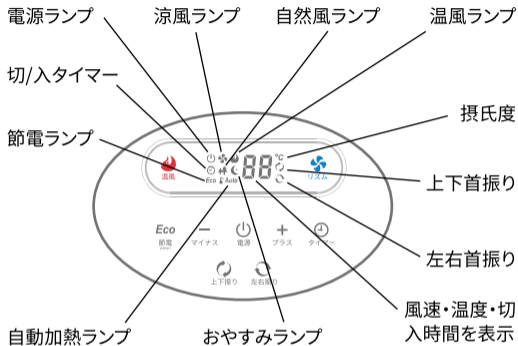 電源ランプ
涼風ランプ
自然風ランプ
温風ランプ
切/入タイマー
節電ランプ
摂氏度
上下首振り
左右首振り
風速・温度・切
入時間を表示
88
℃
Eco
Auto
温風
リズム
Eco
節電
マイナス
電源
プラス
タイマー
上下振り
左右振り
自動加熱ランプ
おやすみランプ